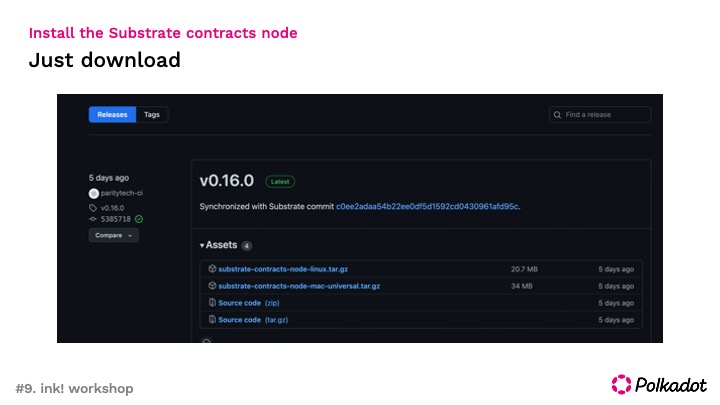 Install the Substrate contracts node
Just download
Releases Tags
Find a release
5 days ago
paritytech-ci
v0.16.0
5385718
Compare
v0.16.0 Latest
Synchronized with Substrate commit c0ee2adaa54b22ee0df5d1592cd0430961afd95c.
Assets 4
substrate-contracts-node-linux.tar.gz 20.7 MB 5 days ago
substrate-contracts-node-mac-universal.tar.gz 34 MB 5 days ago
Source code (zip) 5 days ago
Source code (tar.gz) 5 days ago
#9. ink! workshop
Polkadot